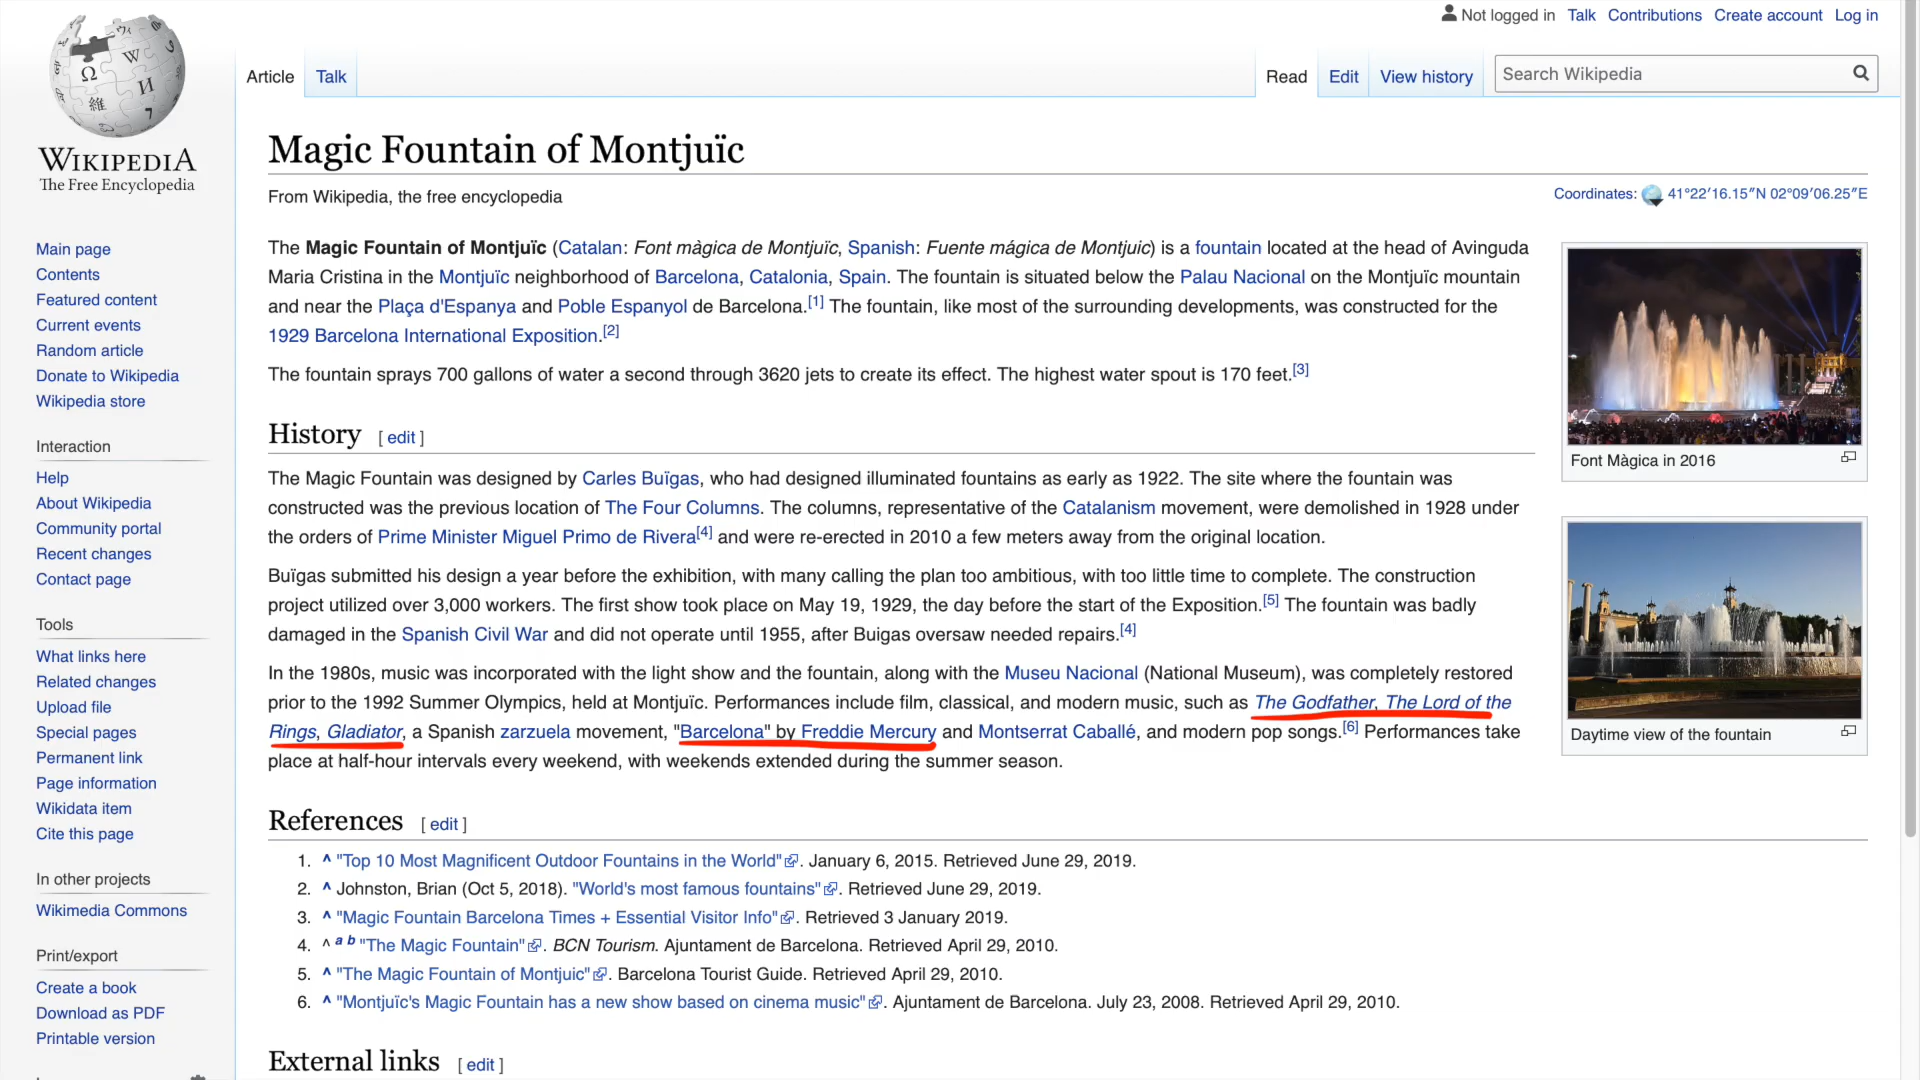 Not logged in Talk Contributions Create account Log in
WIKIPEDIA
The Free Encyclopedia
Article Talk
Read Edit View history Search Wikipedia
Main page
Contents
Featured content
Current events
Random article
Donate to Wikipedia
Wikipedia store
Interaction
Help
About Wikipedia
Community portal
Recent changes
Contact page
Tools
What links here
Related changes
Upload file
Special pages
Permanent link
Page information
Wikidata item
Cite this page
In other projects
Wikimedia Commons
Print/export
Create a book
Download as PDF
Printable version
Magic Fountain of Montjuïc
From Wikipedia, the free encyclopedia
Coordinates: 41°22′16.15″N 02°09′06.25″E
The Magic Fountain of Montjuïc (Catalan: Font màgica de Montjuïc, Spanish: Fuente mágica de Montjuic) is a fountain located at the head of Avinguda
Maria Cristina in the Montjuïc neighborhood of Barcelona, Catalonia, Spain. The fountain is situated below the Palau Nacional on the Montjuïc mountain
and near the Plaça d'Espanya and Poble Espanyol de Barcelona.[1] The fountain, like most of the surrounding developments, was constructed for the
1929 Barcelona International Exposition.[2]
The fountain sprays 700 gallons of water a second through 3620 jets to create its effect. The highest water spout is 170 feet.[3]
Font Màgica in 2016
Daytime view of the fountain
History [ edit ]
The Magic Fountain was designed by Carles Buïgas, who had designed illuminated fountains as early as 1922. The site where the fountain was
constructed was the previous location of The Four Columns. The columns, representative of the Catalanism movement, were demolished in 1928 under
the orders of Prime Minister Miguel Primo de Rivera[4] and were re-erected in 2010 a few meters away from the original location.
Buïgas submitted his design a year before the exhibition, with many calling the plan too ambitious, with too little time to complete. The construction
project utilized over 3,000 workers. The first show took place on May 19, 1929, the day before the start of the Exposition.[5] The fountain was badly
damaged in the Spanish Civil War and did not operate until 1955, after Buigas oversaw needed repairs.[4]
In the 1980s, music was incorporated with the light show and the fountain, along with the Museu Nacional (National Museum), was completely restored
prior to the 1992 Summer Olympics, held at Montjuïc. Performances include film, classical, and modern music, such as The Godfather, The Lord of the
Rings, Gladiator, a Spanish zarzuela movement, "Barcelona" by Freddie Mercury and Montserrat Caballé, and modern pop songs.[6] Performances take
place at half-hour intervals every weekend, with weekends extended during the summer season.
References [ edit ]
1. ^ "Top 10 Most Magnificent Outdoor Fountains in the World". January 6, 2015. Retrieved June 29, 2019.
2. ^ Johnston, Brian (Oct 5, 2018). "World's most famous fountains". Retrieved June 29, 2019.
3. ^ "Magic Fountain Barcelona Times + Essential Visitor Info". Retrieved 3 January 2019.
4. ^ a b "The Magic Fountain". BCN Tourism. Ajuntament de Barcelona. Retrieved April 29, 2010.
5. ^ "The Magic Fountain of Montjuic". Barcelona Tourist Guide. Retrieved April 29, 2010.
6. ^ "Montjuïc's Magic Fountain has a new show based on cinema music". Ajuntament de Barcelona. July 23, 2008. Retrieved April 29, 2010.
External links [ edit ]